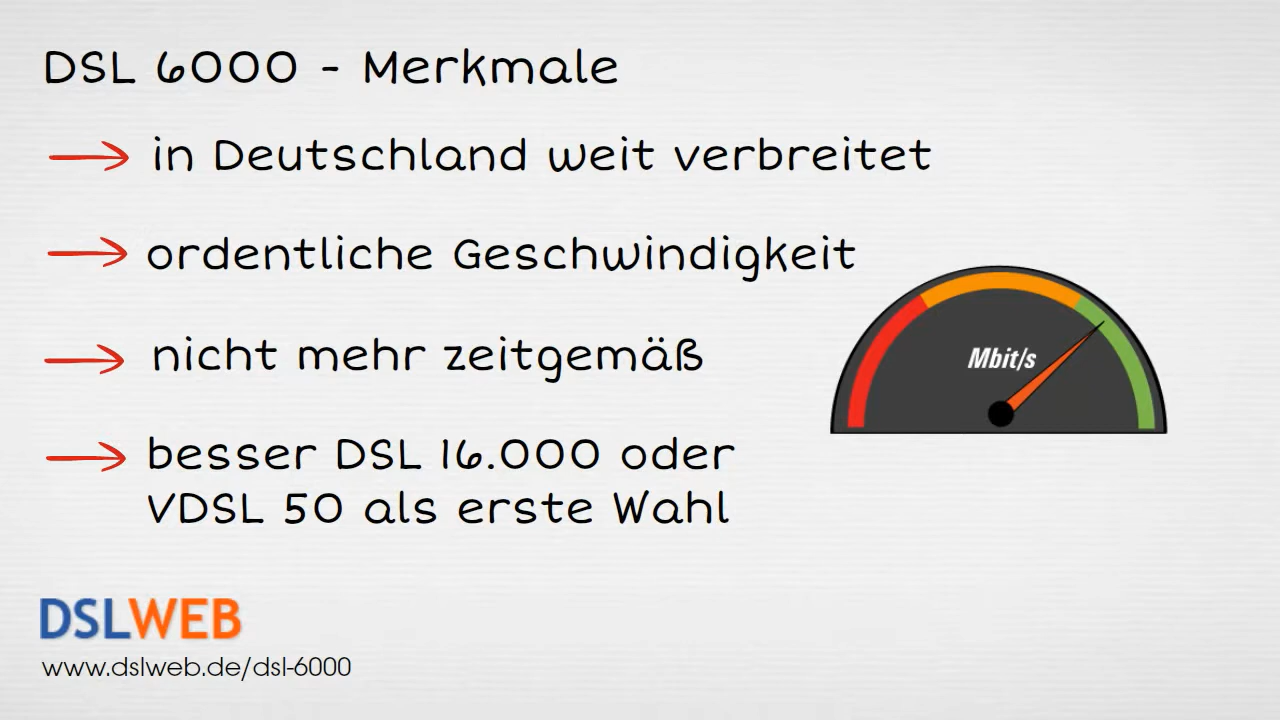 DSL 6000 - Merkmale
in Deutschland weit verbreitet
ordentliche Geschwindigkeit
nicht mehr zeitgemäß
besser DSL 16.000 oder
VDSL 50 als erste Wahl
Mbit/s
DSLWEB
www.dslweb.de/dsl-6000